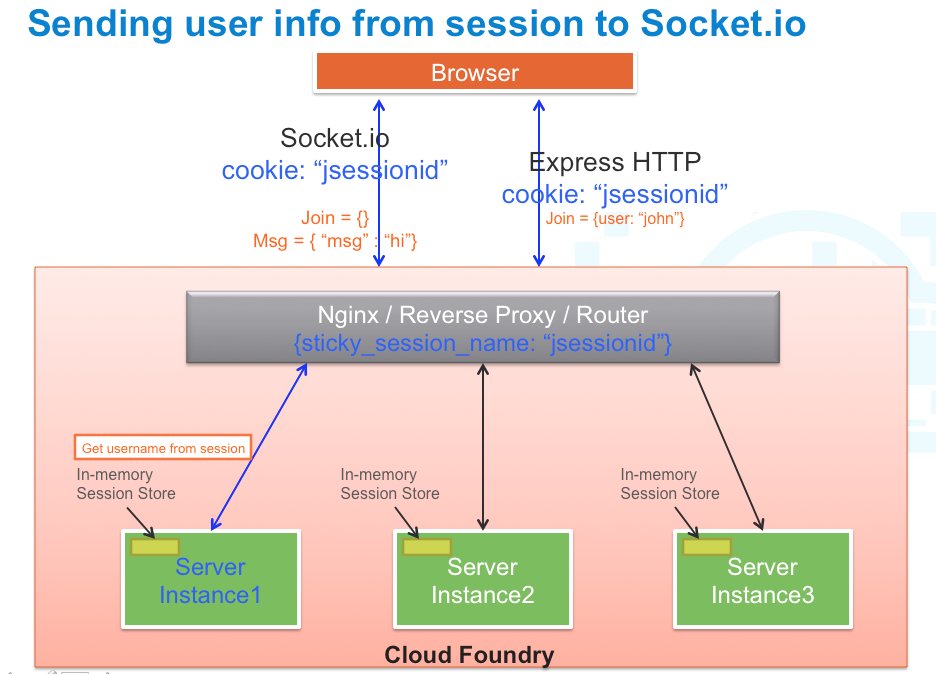 Sending user info from session to Socket.io
Browser
Socket.io
cookie: “jsessionid”
Join = {}
Msg = { “msg” : “hi”}
Express HTTP
cookie: “jsessionid”
Join = {user: “john”}
Nginx / Reverse Proxy / Router
{sticky_session_name: “jsessionid”}
Get username from session
In-memory
Session Store
In-memory
Session Store
In-memory
Session Store
Server
Instance1
Server
Instance2
Server
Instance3
Cloud Foundry